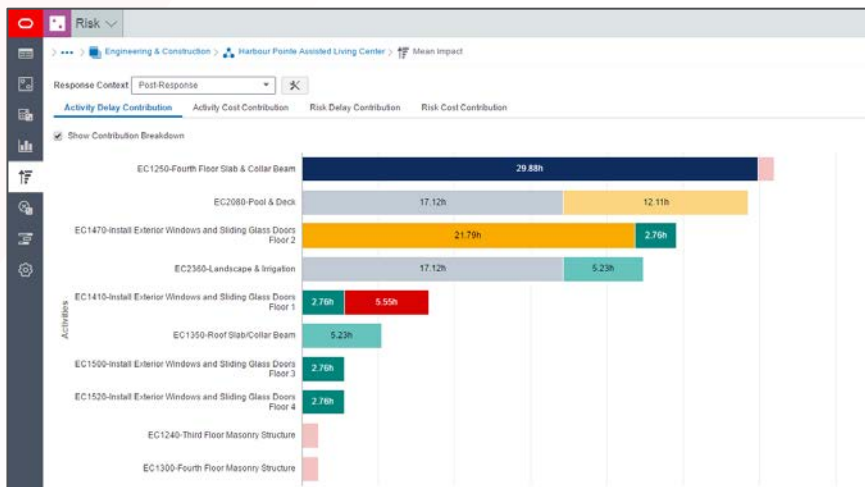 Risk
Engineering & Construction > Harbour Pointe Assisted Living Center > Mean Impact
Response Context Post-Response
Activity Delay Contribution Activity Cost Contribution Risk Delay Contribution Risk Cost Contribution
Show Contribution Breakdown
EC1250-Fourth Floor Slab & Collar Beam 29.88h
EC2080-Pool & Deck 17.12h 12.11h
EC1470-Install Exterior Windows and Sliding Glass Doors
Floor 2 21.79h 2.76h
EC2360-Landscape & Irrigation 17.12h 5.23h
EC1410-Install Exterior Windows and Sliding Glass Doors
Floor 1 2.76h 5.55h
Activities
EC1350-Roof Slab/Collar Beam 5.23h
EC1500-Install Exterior Windows and Sliding Glass Doors
Floor 3 2.76h
EC1520-Install Exterior Windows and Sliding Glass Doors
Floor 4 2.76h
EC1240-Third Floor Masonry Structure
EC1300-Fourth Floor Masonry Structure